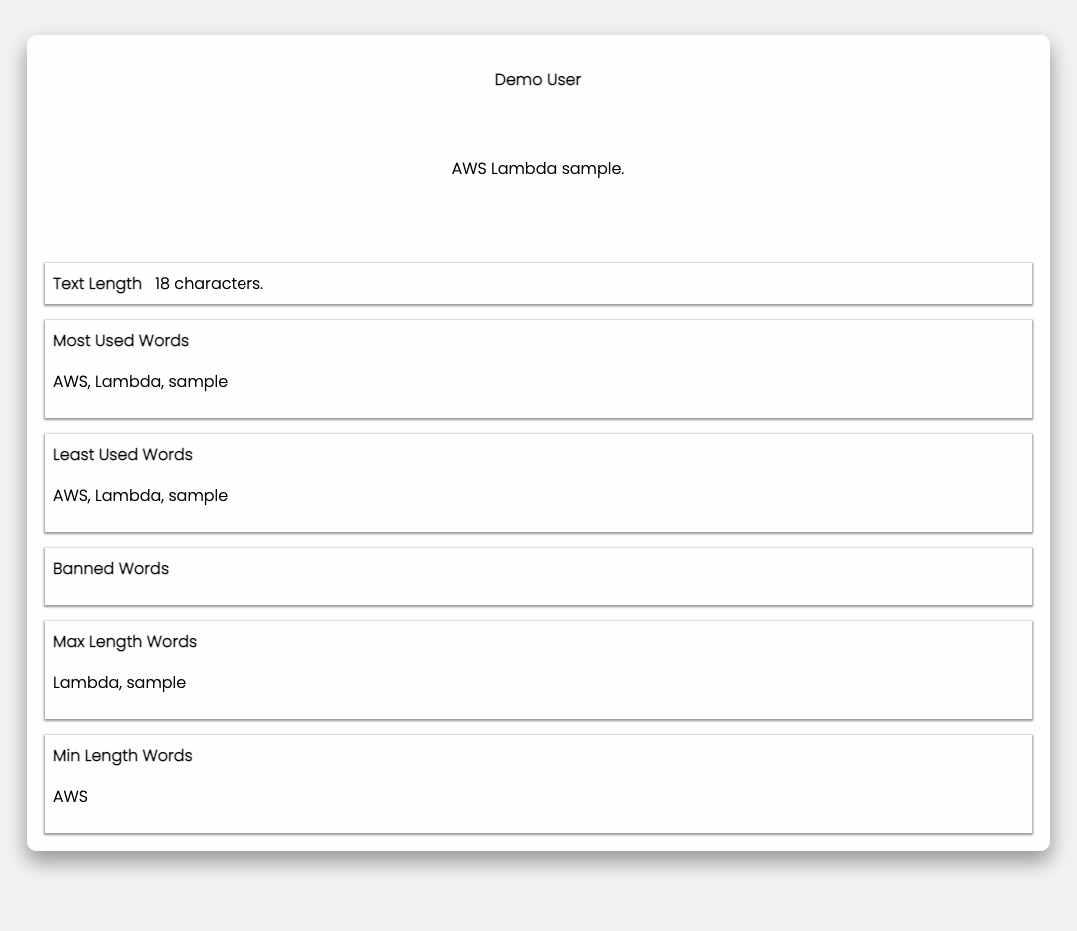 Demo User
AWS Lambda sample.
Text Length 18 characters.
Most Used Words
AWS, Lambda, sample
Least Used Words
AWS, Lambda, sample
Banned Words
Max Length Words
Lambda, sample
Min Length Words
AWS